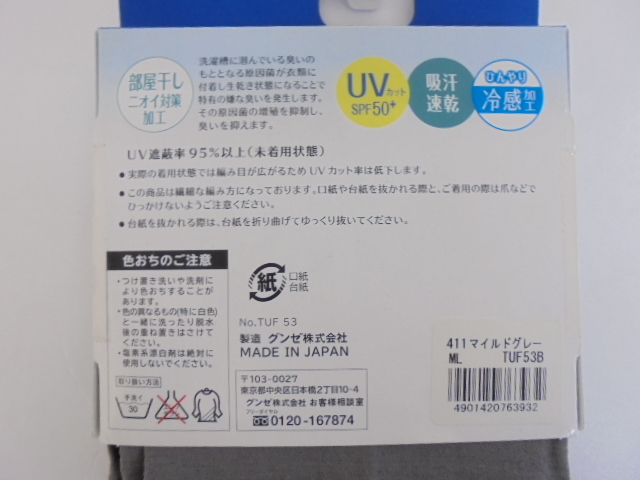 部屋干し
ニオイ対策
加工
洗濯槽に潜んでいる臭いの
もととなる原因菌が衣類に
付着し生乾き状態になることで
特有の嫌な臭いを発生します。
その原因菌の増殖を抑制し、
臭いを抑えます。
UVカット
SPF50+
吸汗
速乾
ひんやり
冷感加工
UV遮蔽率95%以上(未着用状態)
●実際の着用状態では編み目が広がるためUVカット率は低下します。
●この商品は繊細な編み方になっております。口紙や台紙を抜かれる際と、ご着用の際は爪などで
ひっかけないようご注意ください。
●台紙を抜かれる際は、台紙を折り曲げてゆっくり抜いてください。
色おちのご注意
・つけ置き洗いや洗剤に
より色おちすることが
あります。
・色の異なるもの(特に白色)
と一緒に洗ったり脱水
後の重ね置きはさけて
ください。
・塩素系漂白剤は絶対に
使用しないでください。
取り扱い方法
手洗イ
30
紙
口紙
台紙
No.TUF 53
製造 グンゼ株式会社
MADE IN JAPAN
〒103-0027
東京都中央区日本橋2丁目10-4
グンゼ株式会社 お客様相談室
フリーダイヤル
0120-167874
411マイルドグレー
ML TUF53B
4901420763932